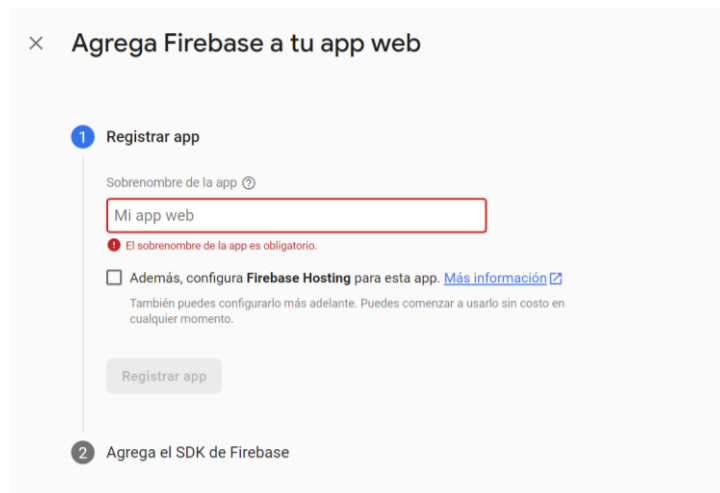 Agrega Firebase a tu app web
1 Registrar app
Sobrenombre de la app
Mi app web
El sobrenombre de la app es obligatorio.
Además, configura Firebase Hosting para esta app. Más información
También puedes configurarlo más adelante. Puedes comenzar a usarlo sin costo en
cualquier momento.
Registrar app
2 Agrega el SDK de Firebase